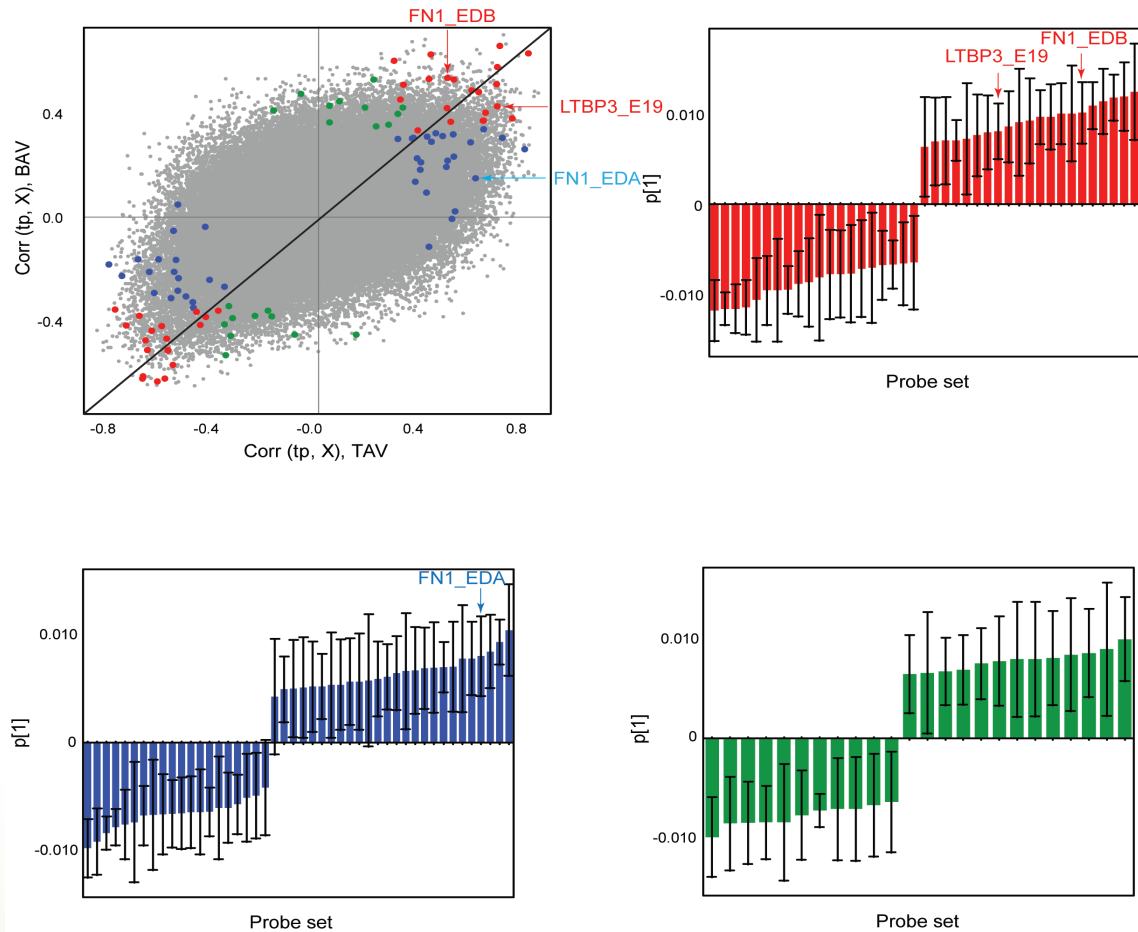 FN1_EDB
0.4
LTBP3_E19
FN1_EDA
0.0
-0.4
Corr (tp, X), BAV
-0.8
-0.4
-0.0
0.4
0.8
Corr (tp, X), TAV
FN1_EDB
LTBP3_E19
0.010
0
-0.010
p[1]
Probe set
FN1_EDA
0.010
0
-0.010
p[1]
Probe set
0.010
0
-0.010
p[1]
Probe set